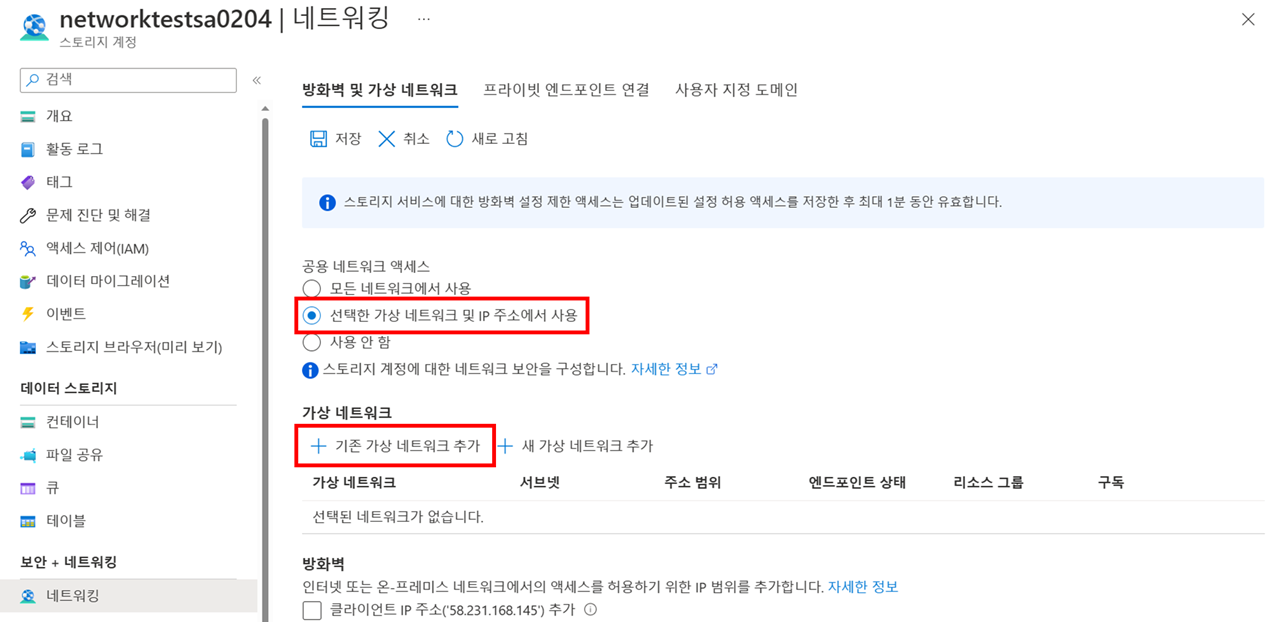 networktestsa0204 | 네트워킹 ...
스토리지 계정
검색
개요
활동 로그
태그
문제 진단 및 해결
액세스 제어(IAM)
데이터 마이그레이션
이벤트
스토리지 브라우저(미리 보기)
데이터 스토리지
컨테이너
파일 공유
큐
테이블
보안 + 네트워킹
네트워킹
방화벽 및 가상 네트워크 프라이빗 엔드포인트 연결 사용자 지정 도메인
저장 취소 새로 고침
스토리지 서비스에 대한 방화벽 설정 제한 액세스는 업데이트된 설정 허용 액세스를 저장한 후 최대 1분 동안 유효합니다.
공용 네트워크 액세스
모든 네트워크에서 사용
선택한 가상 네트워크 및 IP 주소에서 사용
사용 안 함
스토리지 계정에 대한 네트워크 보안을 구성합니다. 자세한 정보
가상 네트워크
+ 기존 가상 네트워크 추가 + 새 가상 네트워크 추가
가상 네트워크 서브넷 주소 범위 엔드포인트 상태 리소스 그룹 구독
선택된 네트워크가 없습니다.
방화벽
인터넷 또는 온-프레미스 네트워크에서의 액세스를 허용하기 위한 IP 범위를 추가합니다. 자세한 정보
클라이언트 IP 주소('58.231.168.145') 추가